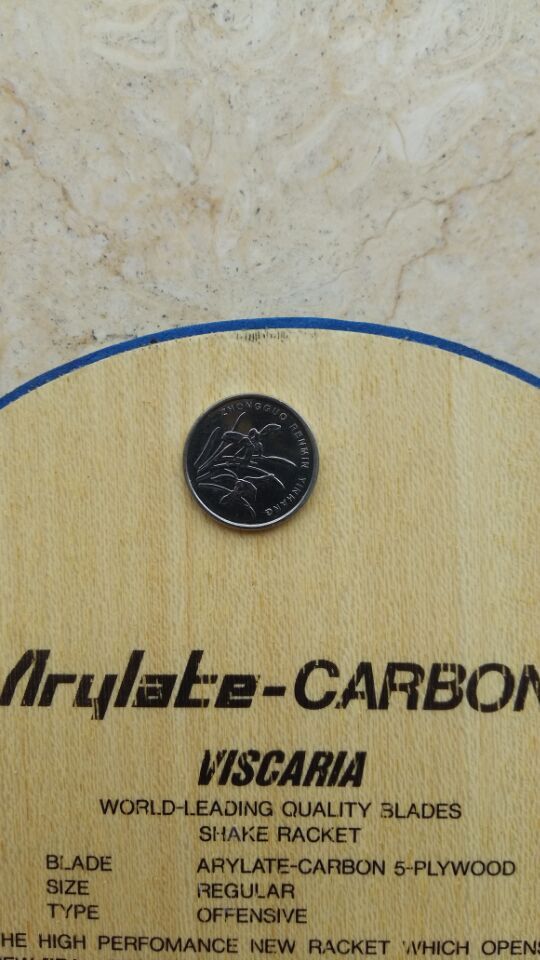 ZHONGGUO RENMIN YINHANG
Arylate-CARBON
VISCARIA
WORLD-LEADING QUALITY BLADES
SHAKE RACKET
BLADE ARYLATE-CARBON 5-PLYWOOD
SIZE REGULAR
TYPE OFFENSIVE
HE HIGH PERFOMANCE NEW RACKET WHICH OPENS